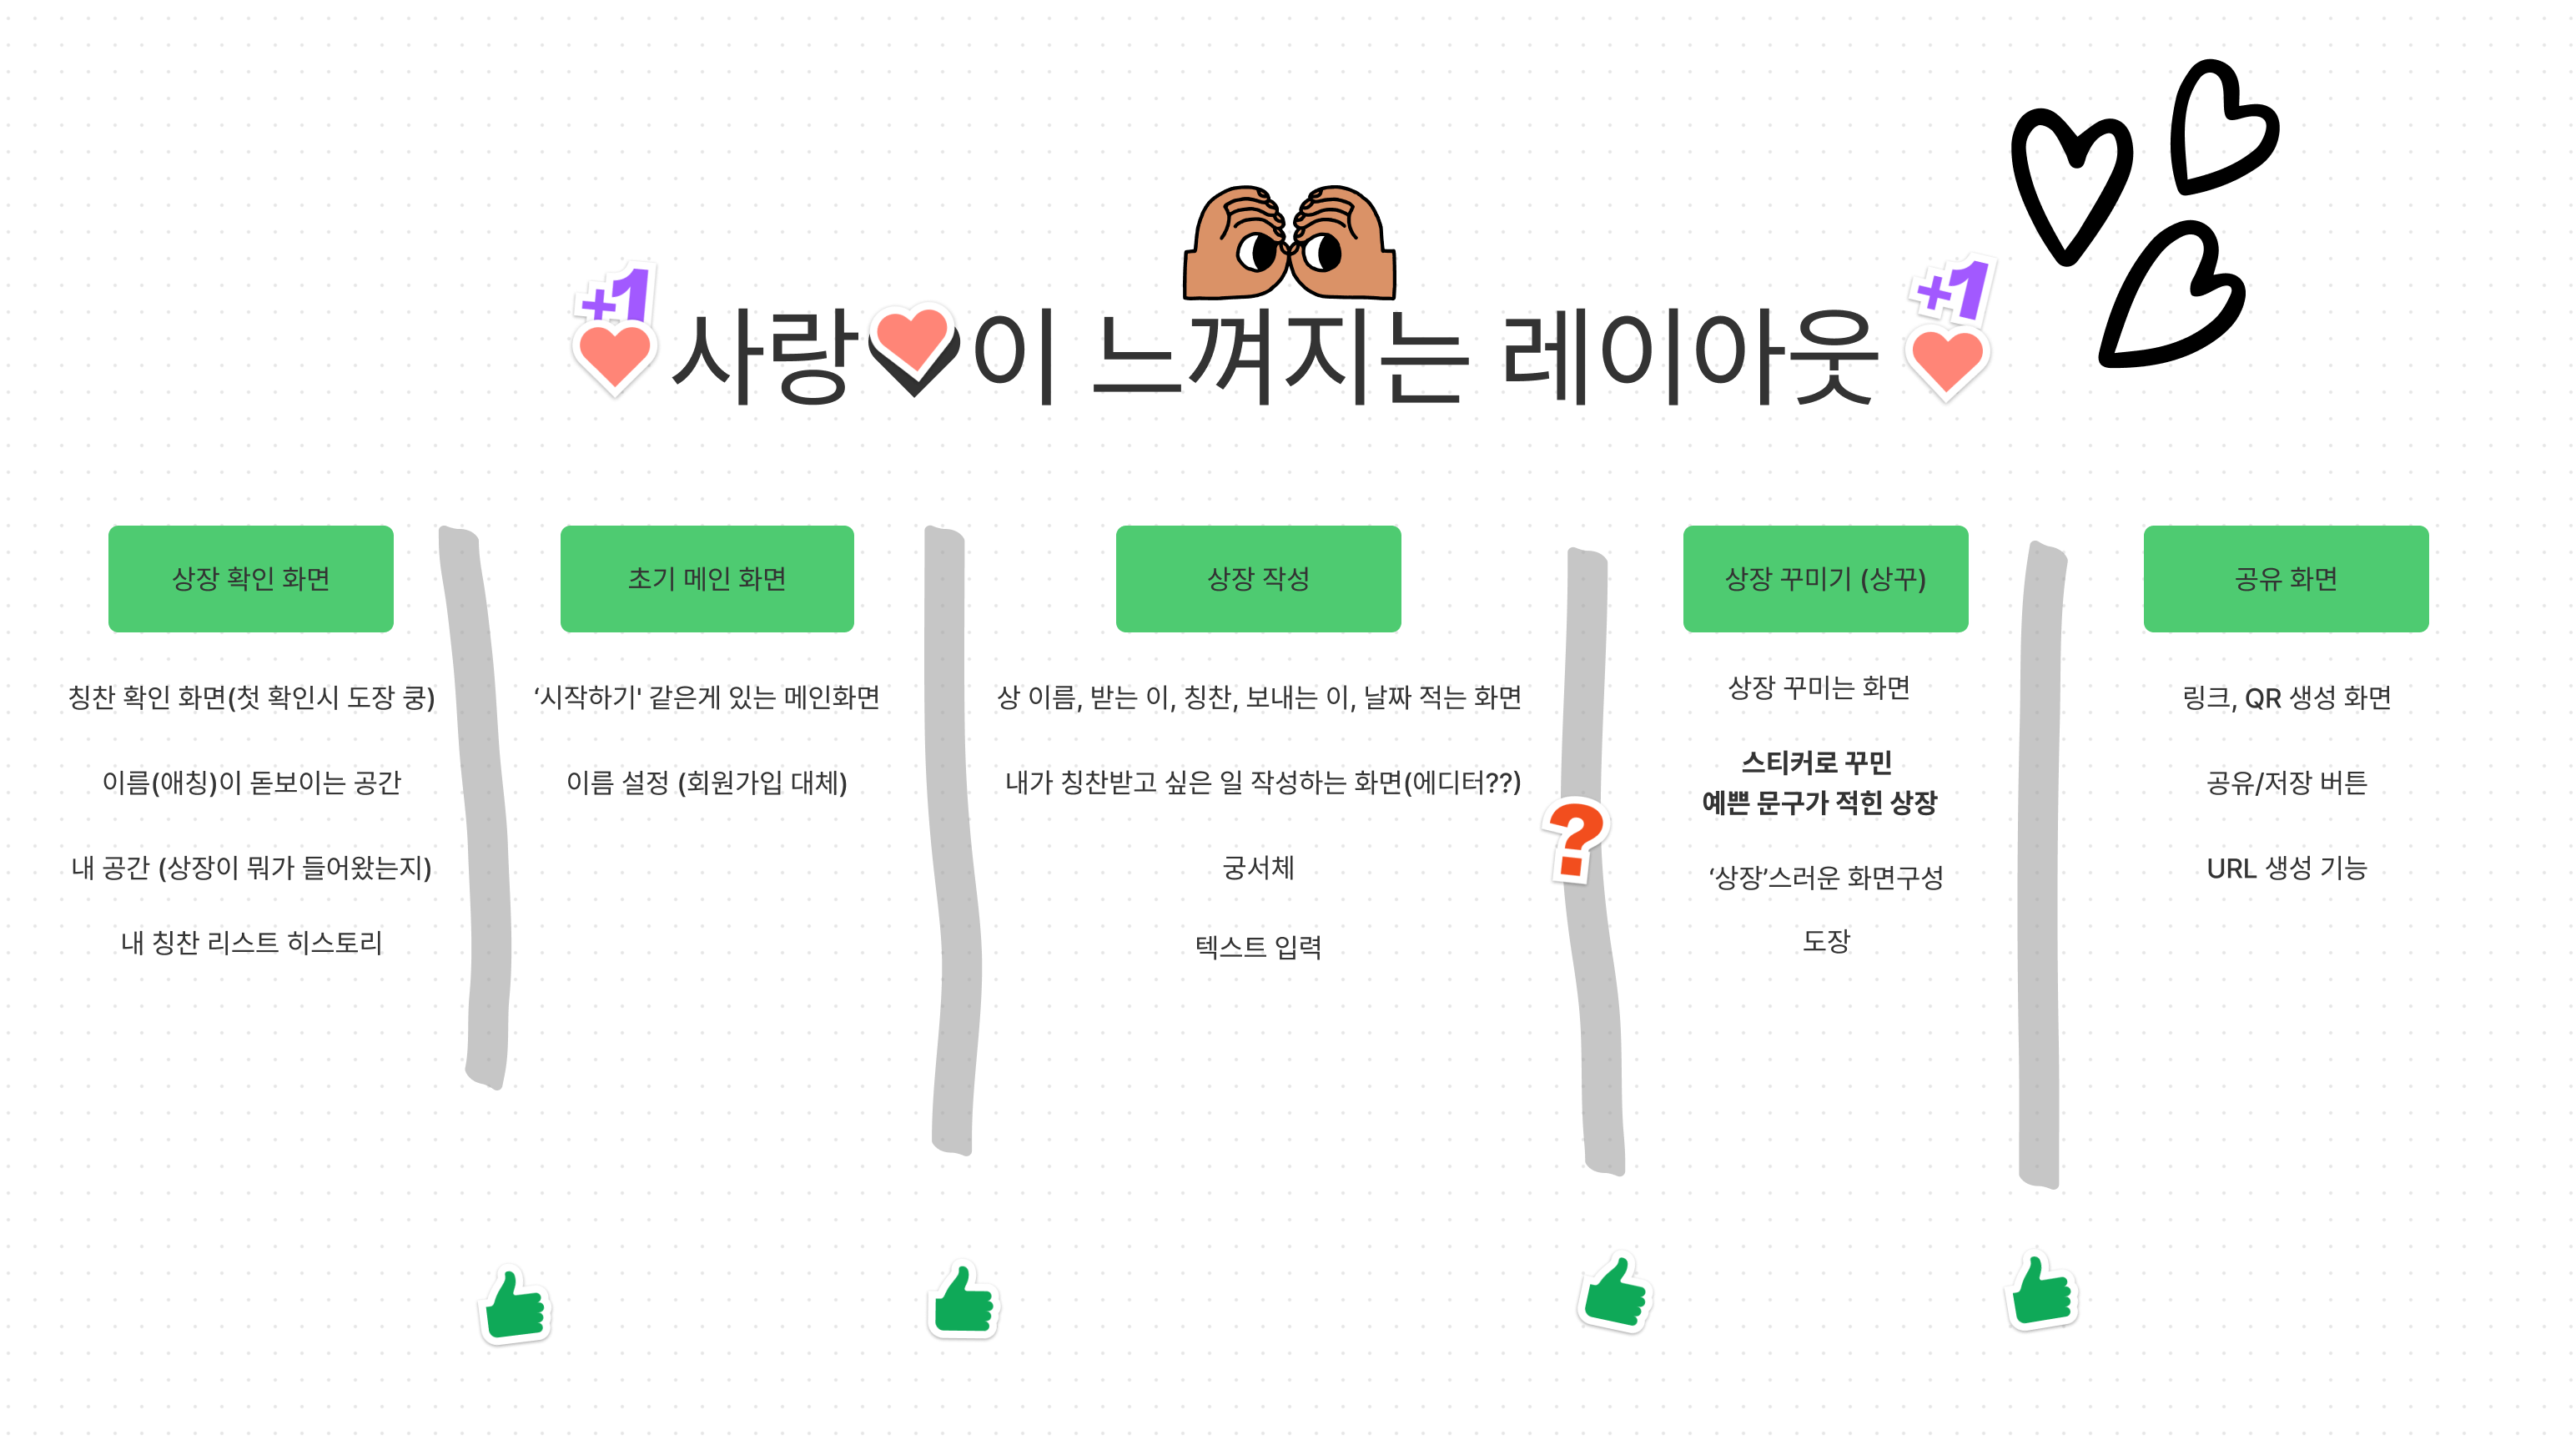 +1
+1
사랑이 느껴지는 레이아웃
상장 확인 화면
칭찬 확인 화면(첫 확인시 도장 쿵)
이름(애칭)이 돋보이는 공간
내 공간 (상장이 뭐가 들어왔는지)
내 칭찬 리스트 히스토리
초기 메인 화면
‘시작하기' 같은게 있는 메인화면
이름 설정 (회원가입 대체)
상장 작성
상 이름, 받는 이, 칭찬, 보내는 이, 날짜 적는 화면
내가 칭찬받고 싶은 일 작성하는 화면(에디터??)
궁서체
텍스트 입력
?
상장 꾸미기 (상꾸)
상장 꾸미는 화면
스티커로 꾸민
예쁜 문구가 적힌 상장
‘상장’스러운 화면구성
도장
공유 화면
링크, QR 생성 화면
공유/저장 버튼
URL 생성 기능